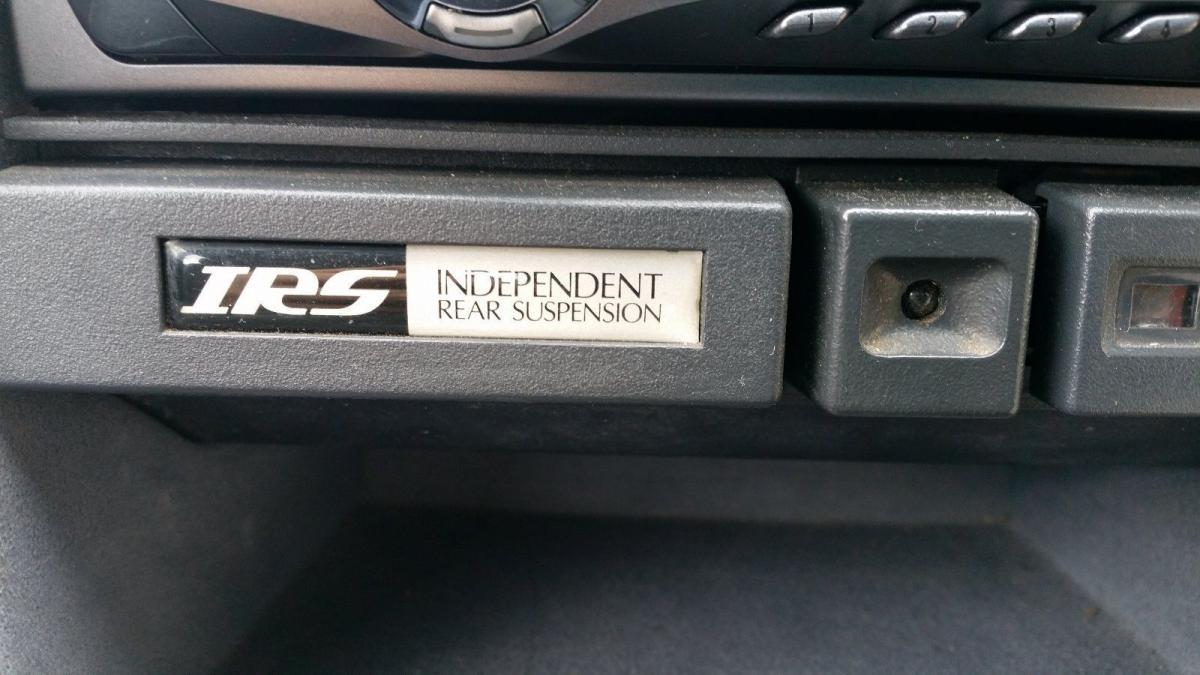 1 2 3 4
IRS
INDEPENDENT
REAR SUSPENSION